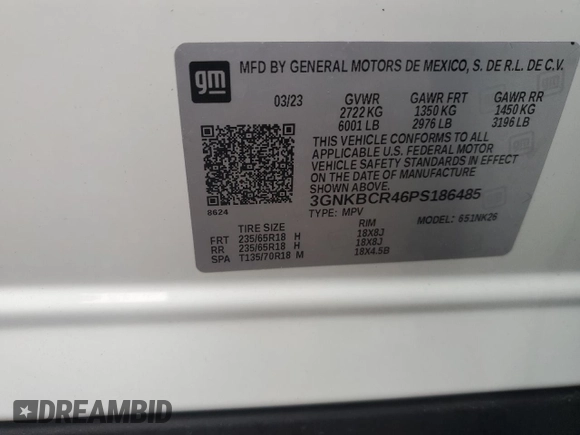 gm
MFD BY GENERAL MOTORS DE MEXICO, S. DE R.L. DE C.V.
03/23 GVWR GAWR FRT GAWR RR
2722 KG 1350 KG 1450 KG
6001 LB 2976 LB 3196 LB
THIS VEHICLE CONFORMS TO ALL
APPLICABLE U.S. FEDERAL MOTOR
VEHICLE SAFETY STANDARDS IN EFFECT
ON THE DATE OF MANUFACTURE SHOWN ABOVE.
3GNKBCR46PS186485
8624
TYPE: MPV MODEL: 651NK26
TIRE SIZE RIM
FRT 235/65R18 H 18X8J
RR 235/65R18 H 18X8J
SPA T135/70R18 M 18X4.5B
DREAMBID